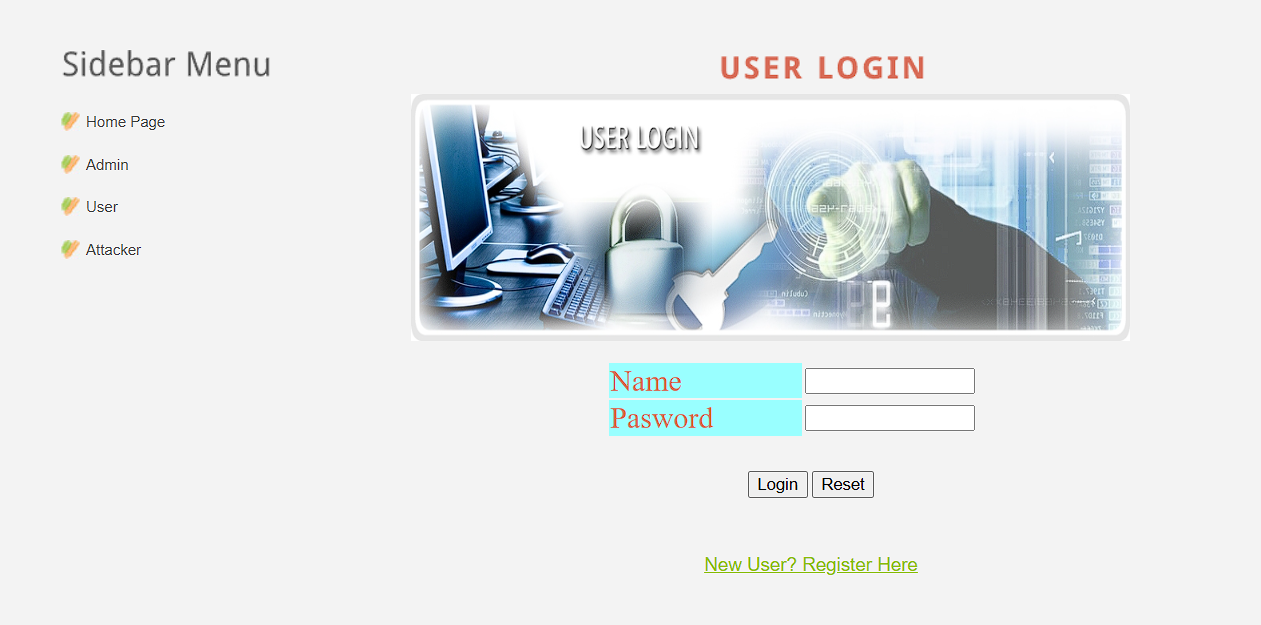 Sidebar Menu
Home Page
Admin
User
Attacker
USER LOGIN
USER LOGIN
Name
Pasword
Login
Reset
New User? Register Here